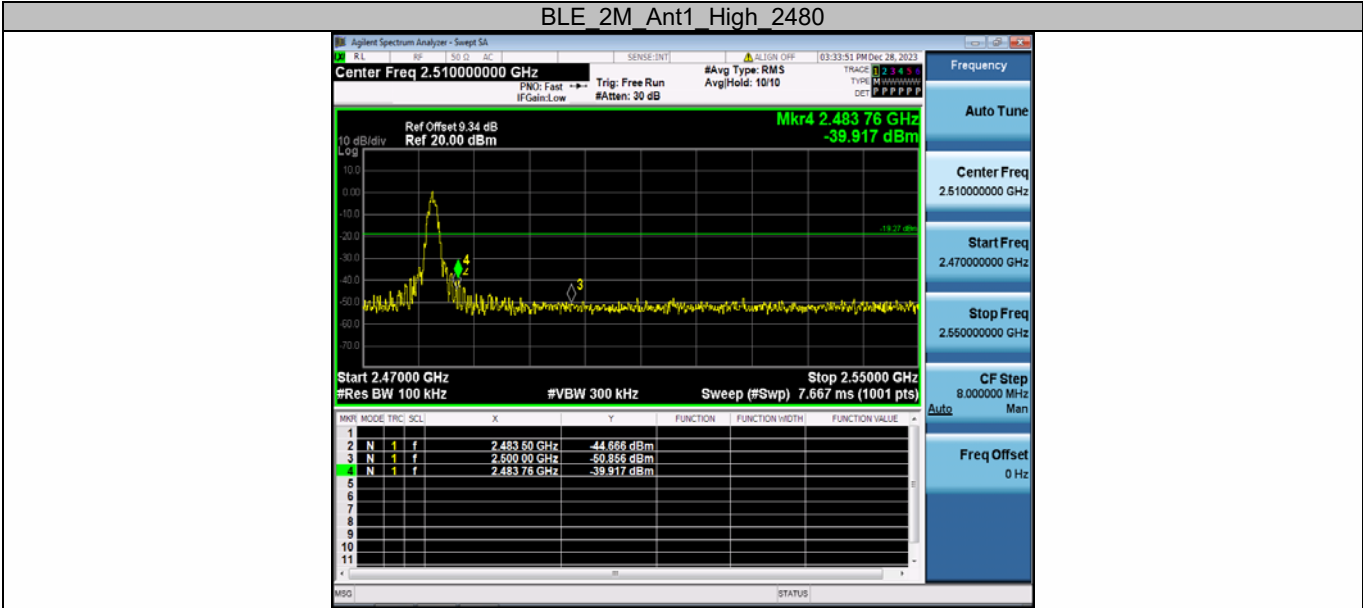 BLE_2M_Ant1_High_2480
Agilent Spectrum Analyzer - Swept SA
RL RF 50 Ω AC SENSE:INT ALIGN OFF 03:33:51 PM Dec 28, 2023
Center Freq 2.510000000 GHz
PNO: Fast
IFGain:Low
Trig: Free Run
#Atten: 30 dB
#Avg Type: RMS
Avg|Hold: 10/10
TRACE 1 2 3 4 5 6
TYPE M W W W W W
DET P P P P P P
Ref Offset 9.34 dB
10 dB/div Ref 20.00 dBm
Log
Mkr4 2.483 76 GHz
-39.917 dBm
10.0
0.00
-10.0
-19.27 dBm
-20.0
-30.0
4
2
-40.0
3
-50.0
-60.0
-70.0
Start 2.47000 GHz Stop 2.55000 GHz
#Res BW 100 kHz #VBW 300 kHz Sweep (#Swp) 7.667 ms (1001 pts)
MKR MODE TRC SCL X Y FUNCTION FUNCTION WIDTH FUNCTION VALUE
1
2 N 1 f 2.483 50 GHz -44.666 dBm
3 N 1 f 2.500 00 GHz -50.856 dBm
4 N 1 f 2.483 76 GHz -39.917 dBm
5
6
7
8
9
10
11
MSG STATUS
Frequency
Auto Tune
Center Freq
2.510000000 GHz
Start Freq
2.470000000 GHz
Stop Freq
2.550000000 GHz
CF Step
8.000000 MHz
Auto Man
Freq Offset
0 Hz